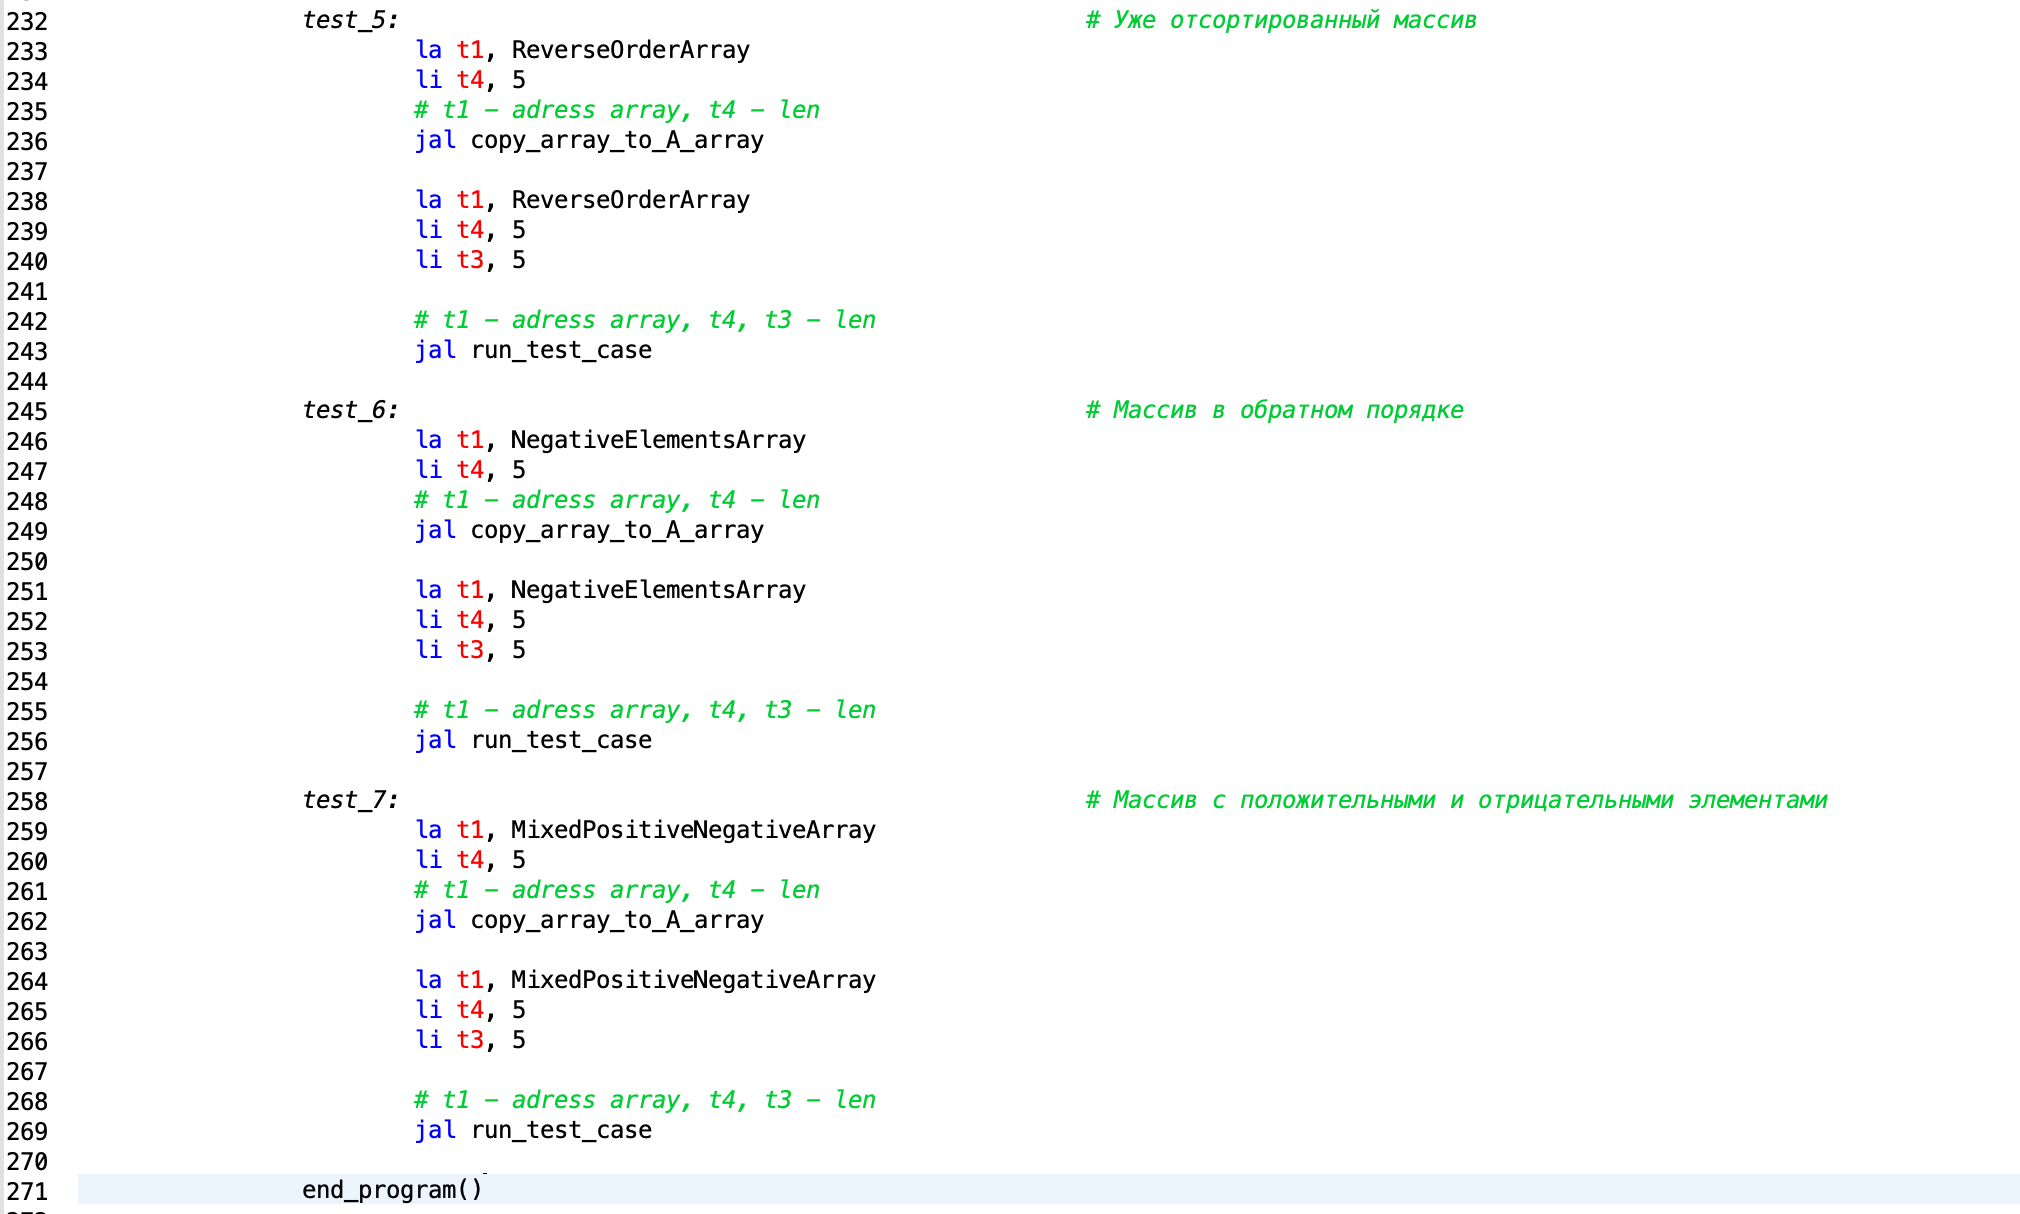 232 test_5: # Уже отсортированный массив
233 la t1, ReverseOrderArray
234 li t4, 5
235 # t1 – adress array, t4 – len
236 jal copy_array_to_A_array
237
238 la t1, ReverseOrderArray
239 li t4, 5
240 li t3, 5
241
242 # t1 – adress array, t4, t3 – len
243 jal run_test_case
244
245 test_6: # Массив в обратном порядке
246 la t1, NegativeElementsArray
247 li t4, 5
248 # t1 – adress array, t4 – len
249 jal copy_array_to_A_array
250
251 la t1, NegativeElementsArray
252 li t4, 5
253 li t3, 5
254
255 # t1 – adress array, t4, t3 – len
256 jal run_test_case
257
258 test_7: # Массив с положительными и отрицательными элементами
259 la t1, MixedPositiveNegativeArray
260 li t4, 5
261 # t1 – adress array, t4 – len
262 jal copy_array_to_A_array
263
264 la t1, MixedPositiveNegativeArray
265 li t4, 5
266 li t3, 5
267
268 # t1 – adress array, t4, t3 – len
269 jal run_test_case
270
271 end_program()